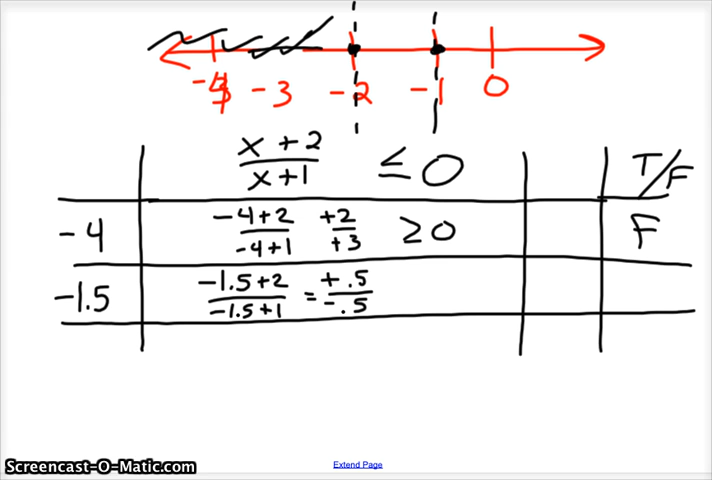 -4 -3 -2 -1 0
x+2/x+1 ≤0 T/F
-4 -4+2/-4+1 +2/+3 ≥0 F
-1.5 -1.5+2/-1.5+1 = +.5/-.5
Screencast-O-Matic.com
Extend Page